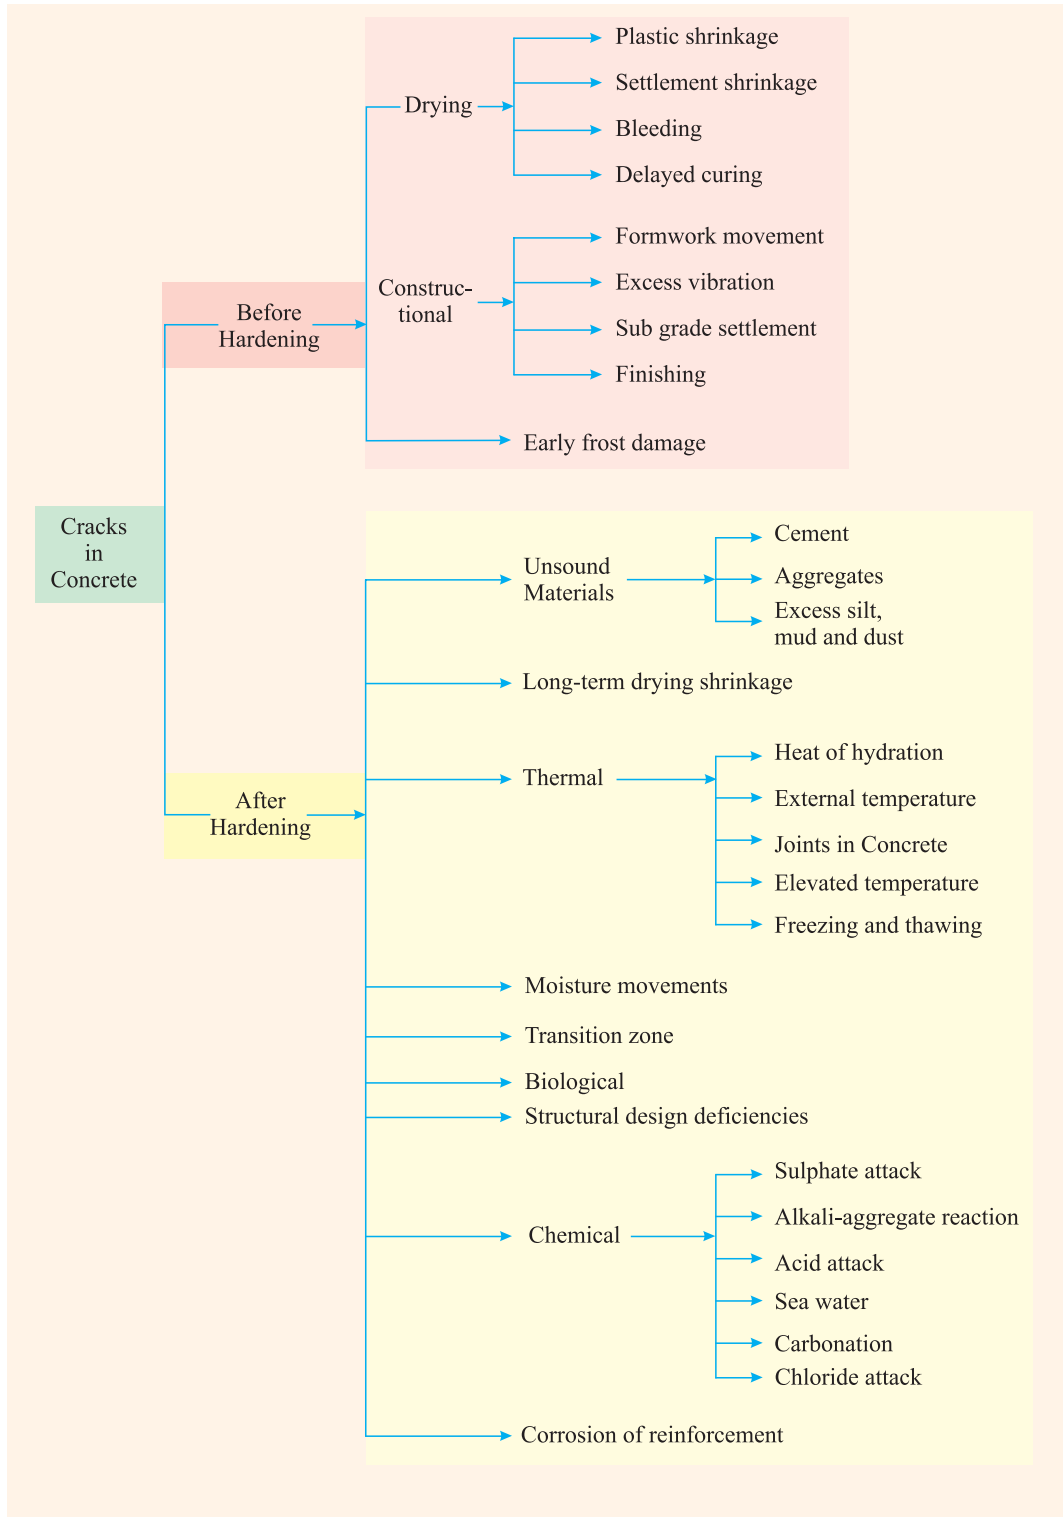 Plastic shrinkage
Settlement shrinkage
Drying
Bleeding
Delayed curing
Formwork movement
Construc-
tional
Excess vibration
Sub grade settlement
Finishing
Before
Hardening
Early frost damage
Cracks
in
Concrete
Cement
Unsound
Materials
Aggregates
Excess silt,
mud and dust
Long-term drying shrinkage
Heat of hydration
Thermal
External temperature
Joints in Concrete
Elevated temperature
Freezing and thawing
After
Hardening
Moisture movements
Transition zone
Biological
Structural design deficiencies
Sulphate attack
Alkali-aggregate reaction
Chemical
Acid attack
Sea water
Carbonation
Chloride attack
Corrosion of reinforcement